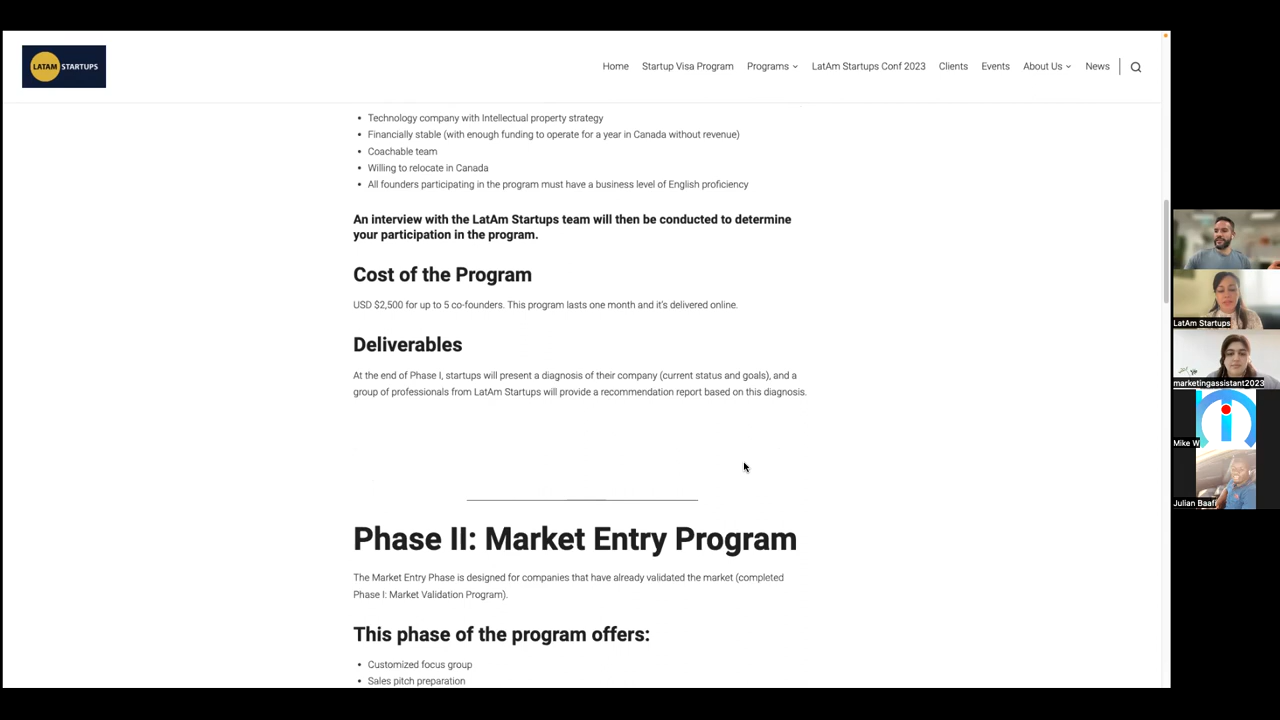 LATAM STARTUPS
Home Startup Visa Program Programs LatAm Startups Conf 2023 Clients Events About Us News
• Technology company with Intellectual property strategy
• Financially stable (with enough funding to operate for a year in Canada without revenue)
• Coachable team
• Willing to relocate in Canada
• All founders participating in the program must have a business level of English proficiency
An interview with the LatAm Startups team will then be conducted to determine
your participation in the program.
Cost of the Program
USD $2,500 for up to 5 co-founders. This program lasts one month and it's delivered online.
Deliverables
At the end of Phase I, startups will present a diagnosis of their company (current status and goals), and a
group of professionals from LatAm Startups will provide a recommendation report based on this diagnosis.
Phase II: Market Entry Program
The Market Entry Phase is designed for companies that have already validated the market (completed
Phase I: Market Validation Program).
This phase of the program offers:
• Customized focus group
• Sales pitch preparation
LatAm Startups
marketingassistant2023
Mike W
Julian Baafi